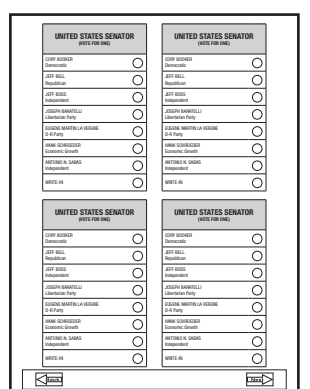 UNITED STATES SENATOR
(VOTE FOR ONE)
CORY BOOKER
Democratic
JEFF BELL
Republican
JEFF BOSS
Independent
JOSEPH BARATELLI
Libertarian Party
EUGENE MARTIN LA VERGNE
D-R Party
HANK SCHROEDER
Economic Growth
ANTONIO N. SABAS
Independent
WRITE-IN
UNITED STATES SENATOR
(VOTE FOR ONE)
CORY BOOKER
Democratic
JEFF BELL
Republican
JEFF BOSS
Independent
JOSEPH BARATELLI
Libertarian Party
EUGENE MARTIN LA VERGNE
D-R Party
HANK SCHROEDER
Economic Growth
ANTONIO N. SABAS
Independent
WRITE-IN
UNITED STATES SENATOR
(VOTE FOR ONE)
CORY BOOKER
Democratic
JEFF BELL
Republican
JEFF BOSS
Independent
JOSEPH BARATELLI
Libertarian Party
EUGENE MARTIN LA VERGNE
D-R Party
HANK SCHROEDER
Economic Growth
ANTONIO N. SABAS
Independent
WRITE-IN
UNITED STATES SENATOR
(VOTE FOR ONE)
CORY BOOKER
Democratic
JEFF BELL
Republican
JEFF BOSS
Independent
JOSEPH BARATELLI
Libertarian Party
EUGENE MARTIN LA VERGNE
D-R Party
HANK SCHROEDER
Economic Growth
ANTONIO N. SABAS
Independent
WRITE-IN